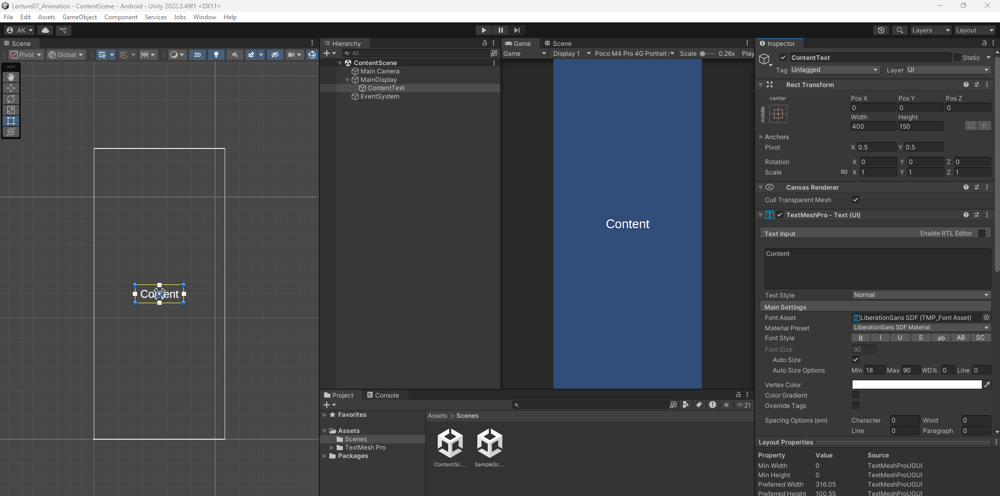 Lecture07_Animation - ContentScene - Android - Unity 2022.3.49f1 <DX11>
File Edit Assets GameObject Component Services Jobs Window Help
AK Layers Layout
Scene
Pivot Global 2D
Hierarchy
All
ContentScene
Main Camera
MainDisplay
ContentText
EventSystem
Game Scene
Game Display 1 Poco M4 Pro 4G Portrait Scale 0.26x Play
Content
Content
Project Console
21
Favorites
Assets
Scenes
TextMesh Pro
Packages
Assets > Scenes
ContentSc... SampleSc...
Inspector
ContentText Static
Tag Untagged Layer UI
Rect Transform
center
middle
Pos X Pos Y Pos Z
0 0 0
Width Height
400 150 R
Anchors
Pivot X 0.5 Y 0.5
Rotation X 0 Y 0 Z 0
Scale X 1 Y 1 Z 1
Canvas Renderer
Cull Transparent Mesh
TextMeshPro - Text (UI)
Text Input Enable RTL Editor
Content
Text Style Normal
Main Settings
Font Asset LiberationSans SDF (TMP_Font Asset)
Material Preset LiberationSans SDF Material
Font Style B I U S ab AB SC
Font Size 90
Auto Size
Auto Size Options Min 18 Max 90 WD% 0 Line 0
Vertex Color
Color Gradient
Override Tags
Spacing Options (em) Character 0 Word 0
Line 0 Paragraph 0
Layout Properties
Property Value Source
Min Width 0 TextMeshProUGUI
Min Height 0 TextMeshProUGUI
Preferred Width 316.05 TextMeshProUGUI
Preferred Height 100.55 TextMeshProUGUI